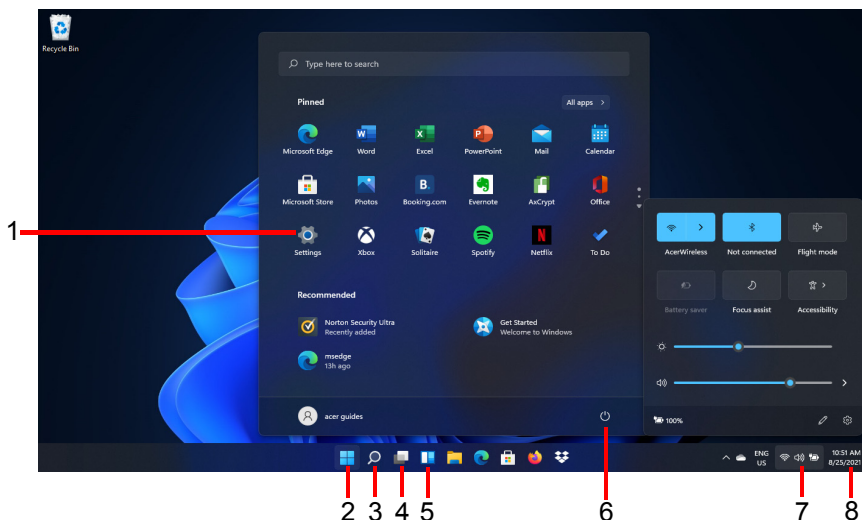 Recycle Bin
Type here to search
Pinned
All apps >
Microsoft Edge
Word
Excel
PowerPoint
Mail
Calendar
Microsoft Store
Photos
Booking.com
Evernote
AxCrypt
Office
1
Settings
Xbox
Solitaire
Spotify
Netflix
To Do
AcerWireless
Not connected
Flight mode
Battery saver
Focus assist
Accessibility
Recommended
Norton Security Ultra
Recently added
Get Started
Welcome to Windows
msedge
13h ago
acer guides
100%
ENG
US
10:51 AM
8/25/2021
2 3 4 5 6 7 8